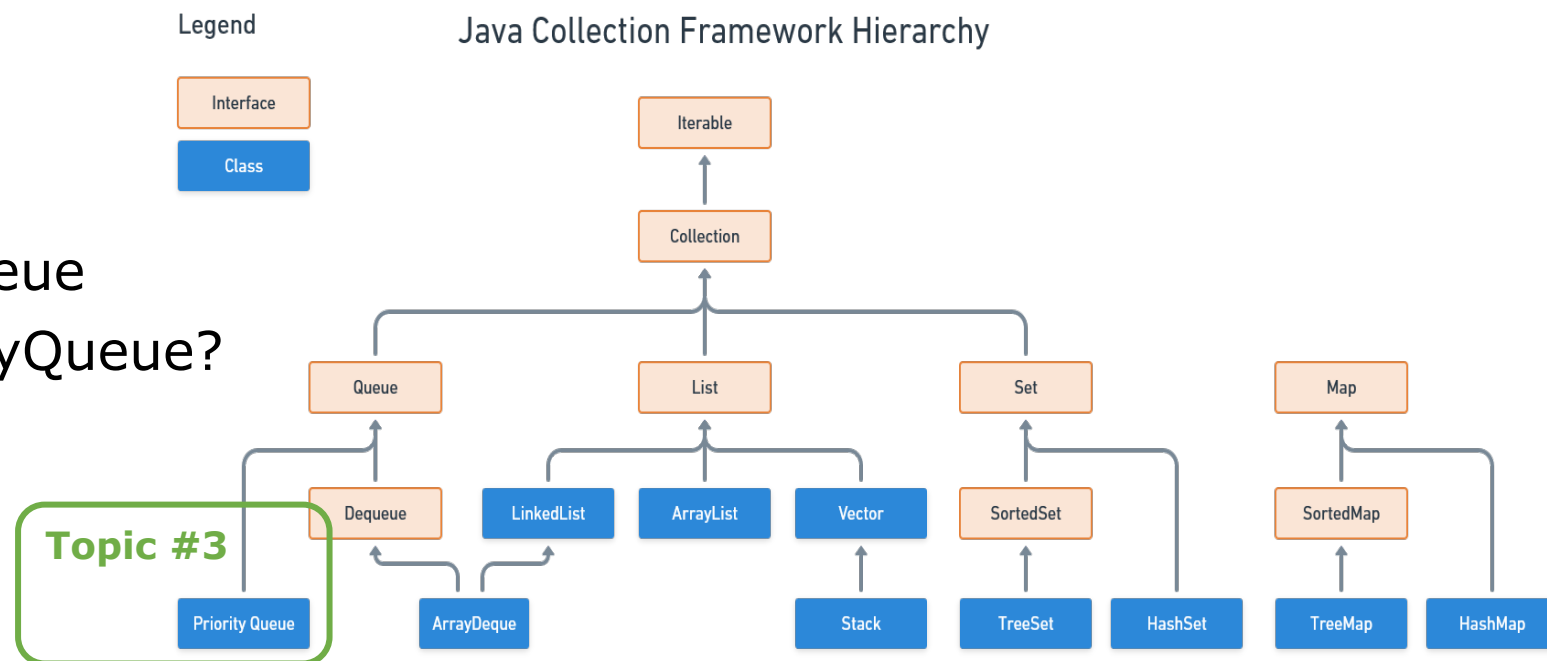 Legend
Java Collection Framework Hierarchy
Interface
Class
Iterable
Collection
eue
yQueue?
Queue
List
Set
Map
Dequeue
LinkedList
ArrayList
Vector
SortedSet
SortedMap
Topic #3
Priority Queue
ArrayDeque
Stack
TreeSet
HashSet
TreeMap
HashMap